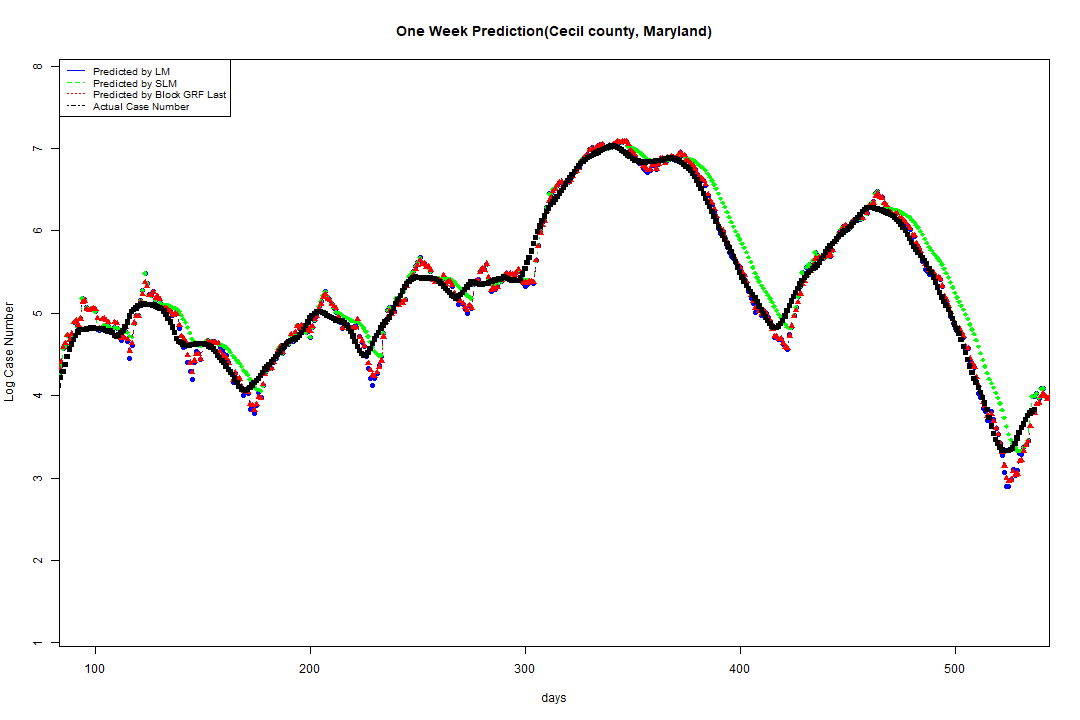 One Week Prediction(Cecil county, Maryland)
Predicted by LM
Predicted by SLM
Predicted by Block GRF Last
Actual Case Number
Log Case Number
8
7
6
5
4
3
2
1
100 200 300 400 500
days